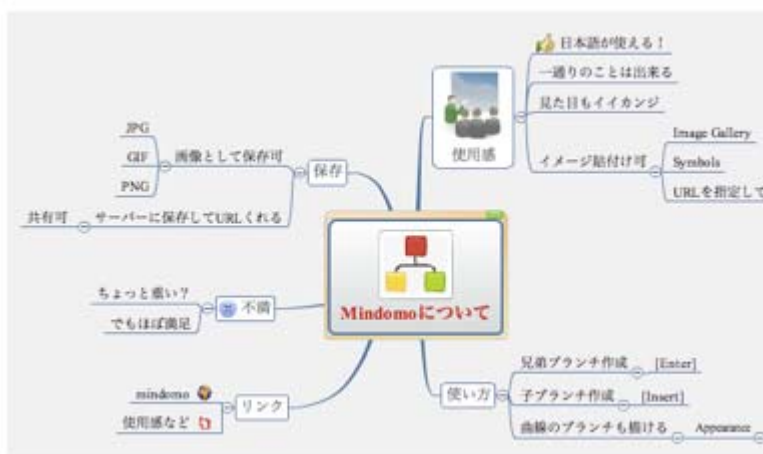 Mindomoについて
使用感
日本語が使える！
一通りのことは出来る
見た目もイイカンジ
イメージ貼付け可
Image Gallery
Symbols
URLを指定して
使い方
兄弟ブランチ作成
[Enter]
子ブランチ作成
[Insert]
曲線のブランチも描ける
Appearance
保存
画像として保存可
JPG
GIF
PNG
サーバーに保存してURLくれる
共有可
不満
ちょっと重い？
でもほぼ満足
リンク
mindomo
使用感など